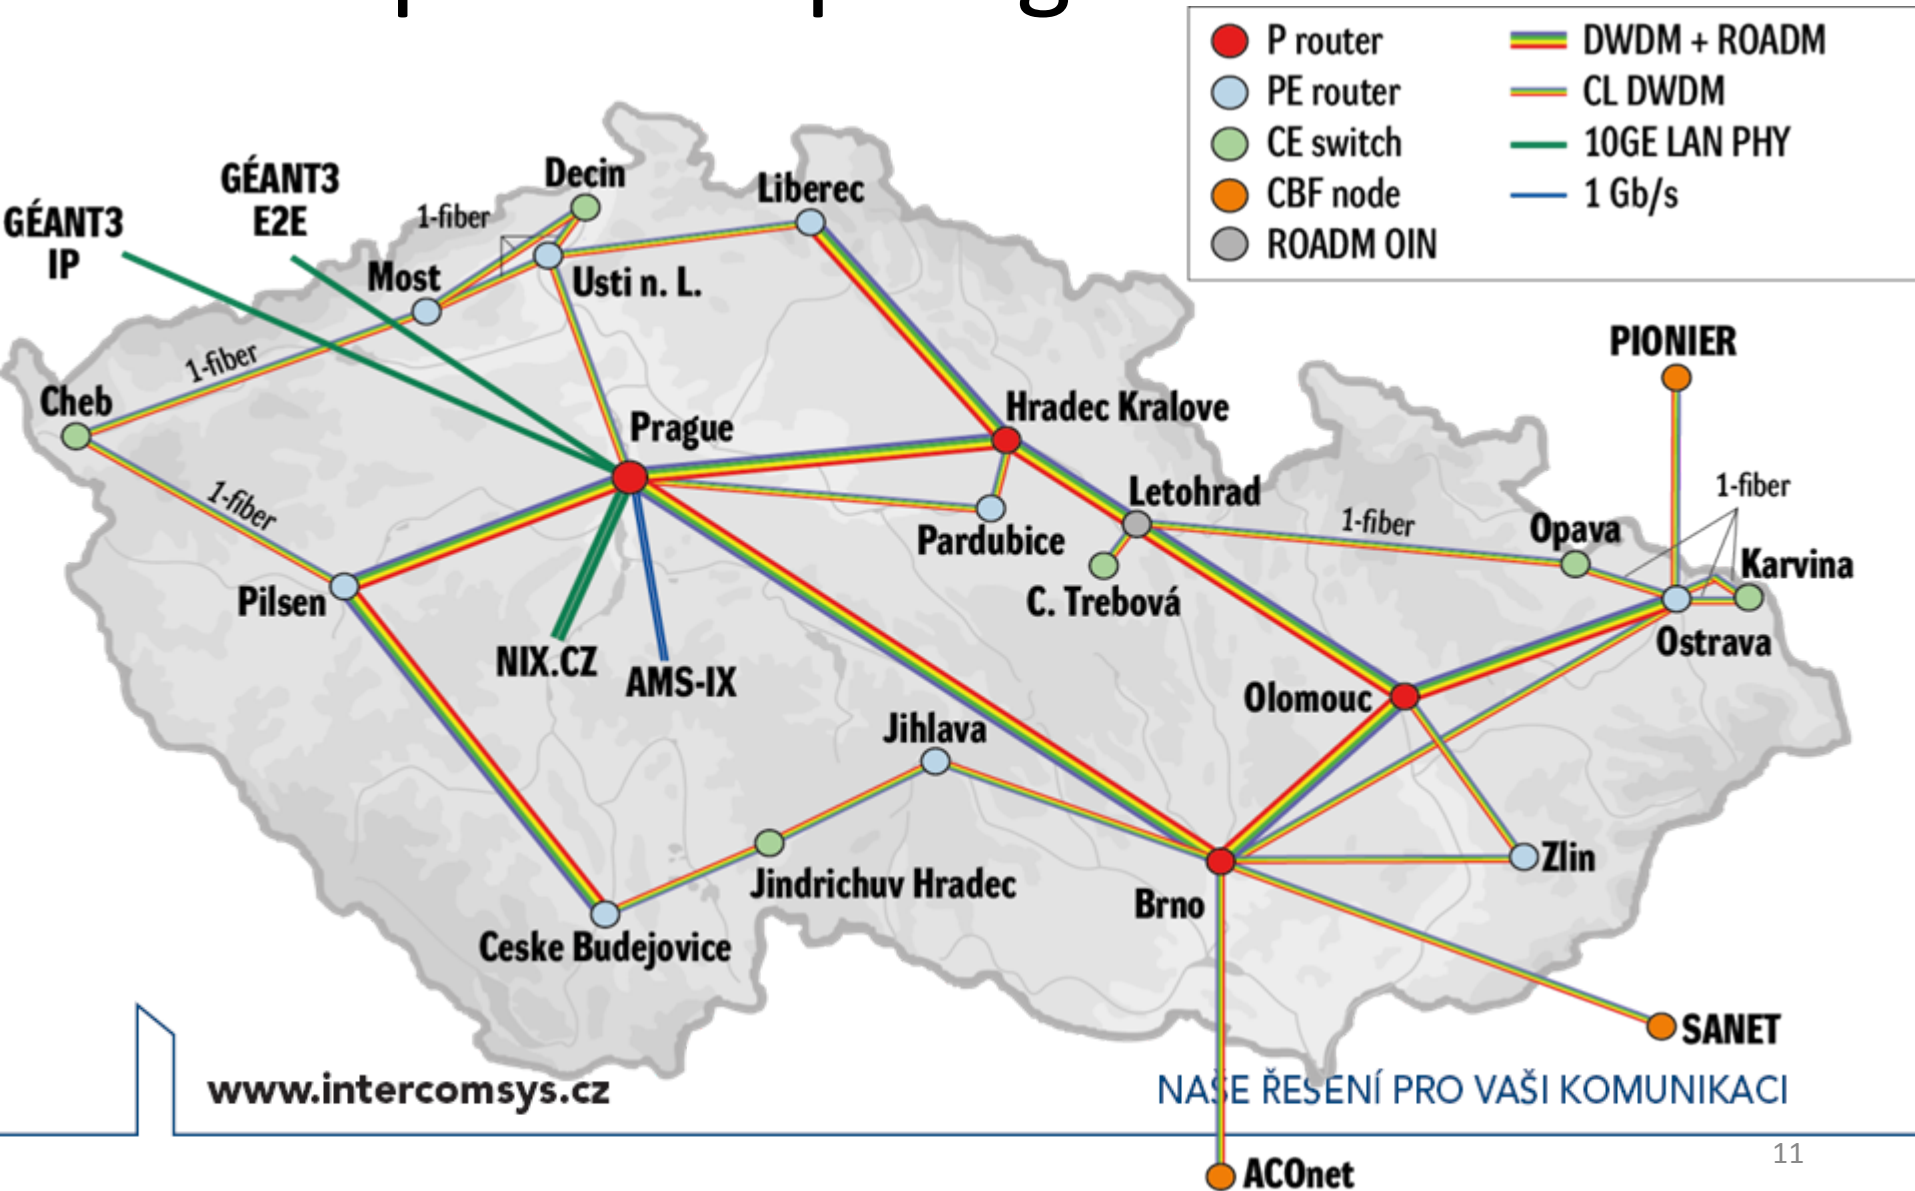 P router
PE router
CE switch
CBF node
ROADM OIN
DWDM + ROADM
CL DWDM
10GE LAN PHY
1 Gb/s
GÉANT3
IP
GÉANT3
E2E
1-fiber
Decin
Liberec
Most
Usti n. L.
1-fiber
Cheb
1-fiber
Prague
Hradec Kralove
PIONIER
Letohrad
1-fiber
1-fiber
Opava
Karvina
Pardubice
C. Trebová
Pilsen
Ostrava
NIX.CZ
AMS-IX
Olomouc
Jihlava
Jindrichuv Hradec
Zlin
Brno
Ceske Budejovice
SANET
www.intercomsys.cz
NAŠE ŘEŠENÍ PRO VAŠI KOMUNIKACI
11
ACOnet